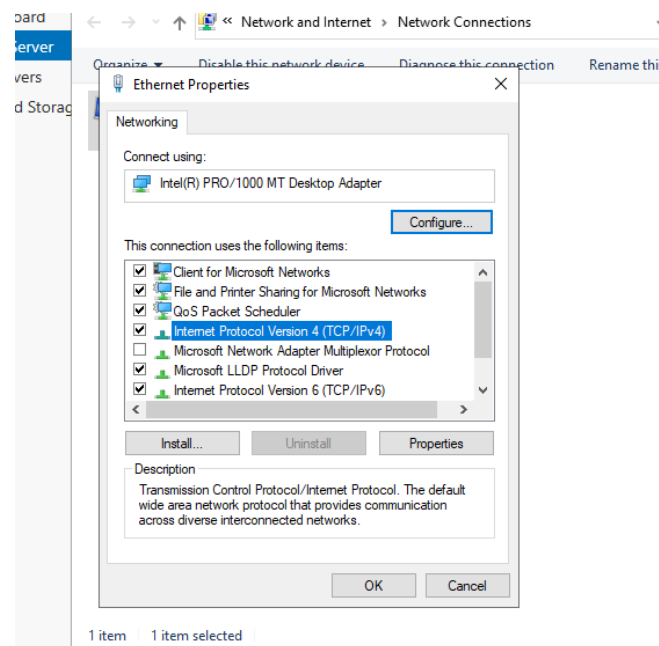 oard
Server
vers
d Storag
« Network and Internet › Network Connections
Organize Disable this network device Diagnose this connection Rename thi
Ethernet Properties
Networking
Connect using:
Intel(R) PRO/1000 MT Desktop Adapter
Configure...
This connection uses the following items:
Client for Microsoft Networks
File and Printer Sharing for Microsoft Networks
QoS Packet Scheduler
Internet Protocol Version 4 (TCP/IPv4)
Microsoft Network Adapter Multiplexor Protocol
Microsoft LLDP Protocol Driver
Internet Protocol Version 6 (TCP/IPv6)
Install... Uninstall Properties
Description
Transmission Control Protocol/Internet Protocol. The default
wide area network protocol that provides communication
across diverse interconnected networks.
OK Cancel
1 item 1 item selected